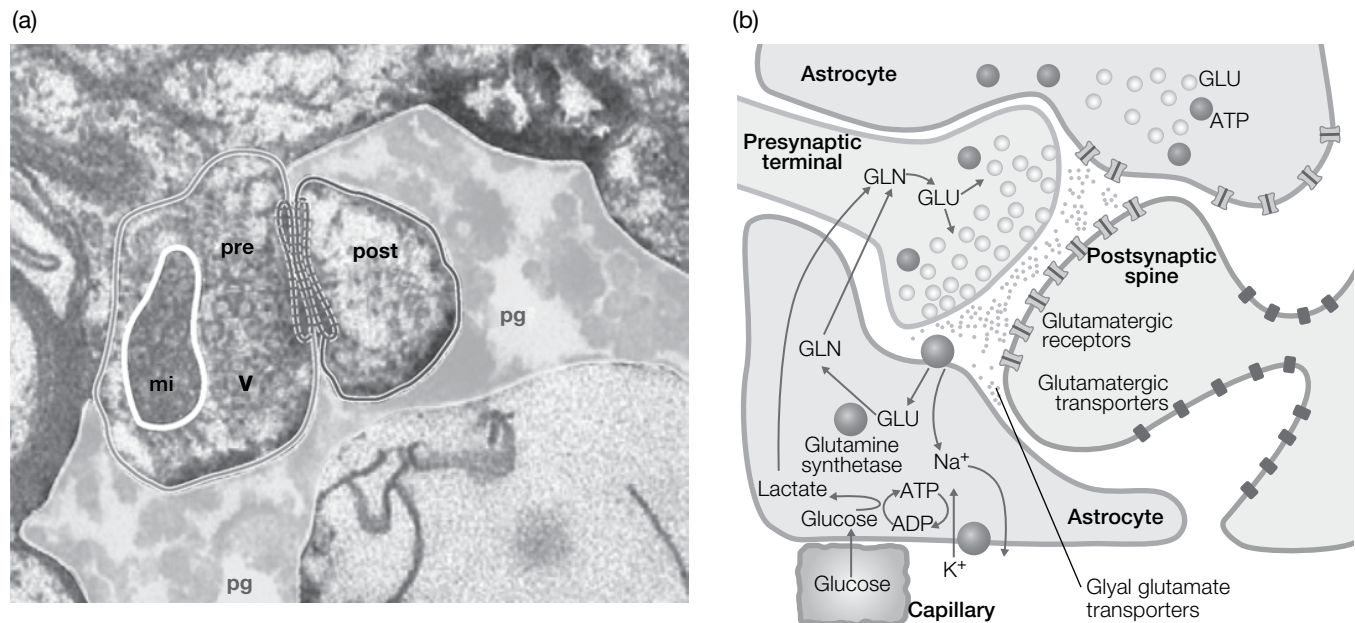 (a)
pre
post
mi
v
pg
pg
(b)
Astrocyte
GLU
ATP
Presynaptic
terminal
GLN
GLU
Postsynaptic
spine
Glutamatergic
receptors
Glutamatergic
transporters
GLN
GLU
Glutamine
synthetase
Na+
Lactate
ATP
Glucose
ADP
Astrocyte
K+
Glucose
Capillary
Glyal glutamate
transporters